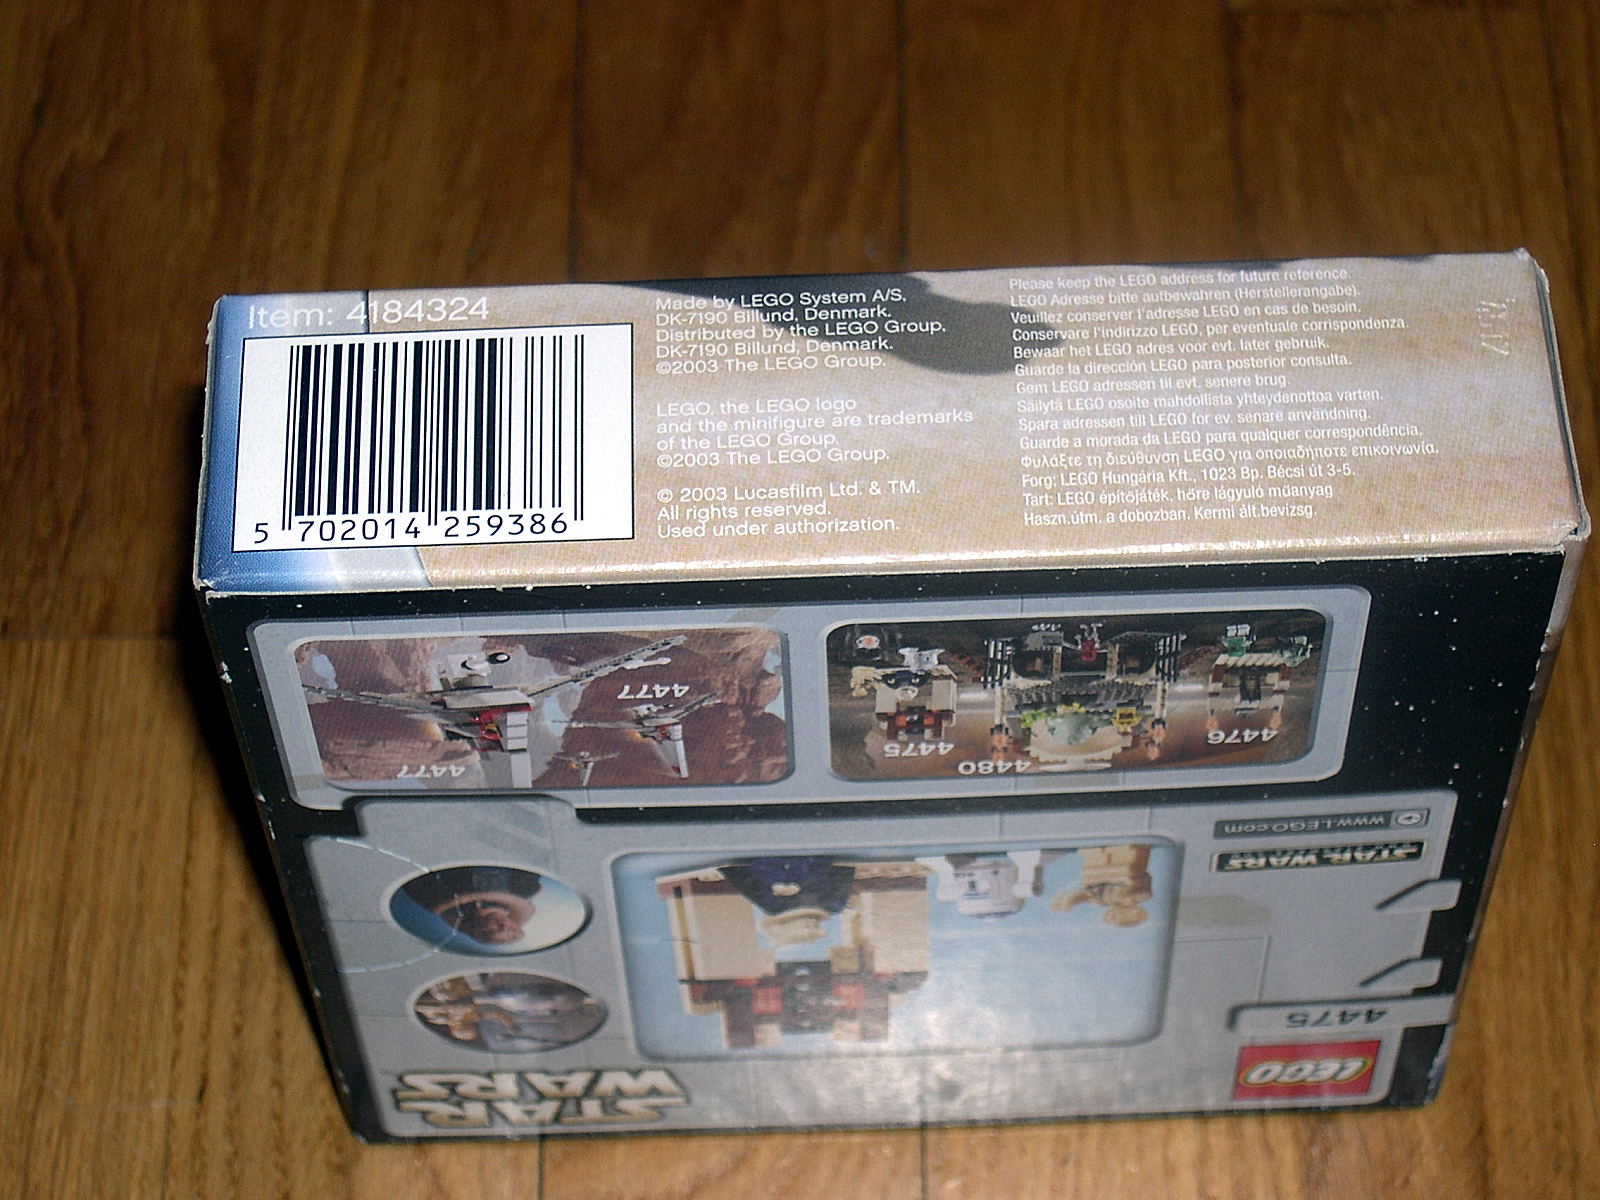 Item: 4184324
5 702014 259386
Made by LEGO System A/S,
DK-7190 Billund, Denmark.
Distributed by the LEGO Group.
DK-7190 Billund, Denmark.
©2003 The LEGO Group.
LEGO, the LEGO logo
and the minifigure are trademarks
of the LEGO Group.
©2003 The LEGO Group.
© 2003 Lucasfilm Ltd. & TM.
All rights reserved.
Used under authorization.
Please keep the LEGO address for future reference.
LEGO Adresse bitte aufbewahren (Herstellerangabe).
Veuillez conserver l'adresse LEGO en cas de besoin.
Conservare l'indirizzo LEGO, per eventuale corrispondenza.
Bewaar het LEGO adres voor evt. later gebruik.
Guarde la dirección LEGO para posterior consulta.
Gem LEGO adressen til evt. senere brug.
Säilytä LEGO osoite mahdollista yhteydenottoa varten.
Spara adressen till LEGO for ev. senare användning.
Guarde a morada da LEGO para qualquer correspondência.
Φυλάξτε τη διεύθυνση LEGO για οποιαδήποτε επικοινωνία.
Forg: LEGO Hungária Kft., 1023 Bp. Bécsi út 3-5.
Tart: LEGO építőjáték, hőre lágyuló műanyag
Haszn.útm. a dobozban. Kermi ált.bevizsg.
4477
4477
4475
4480
4476
www.LEGO.com
STAR WARS
4475
LEGO
STAR
WARS